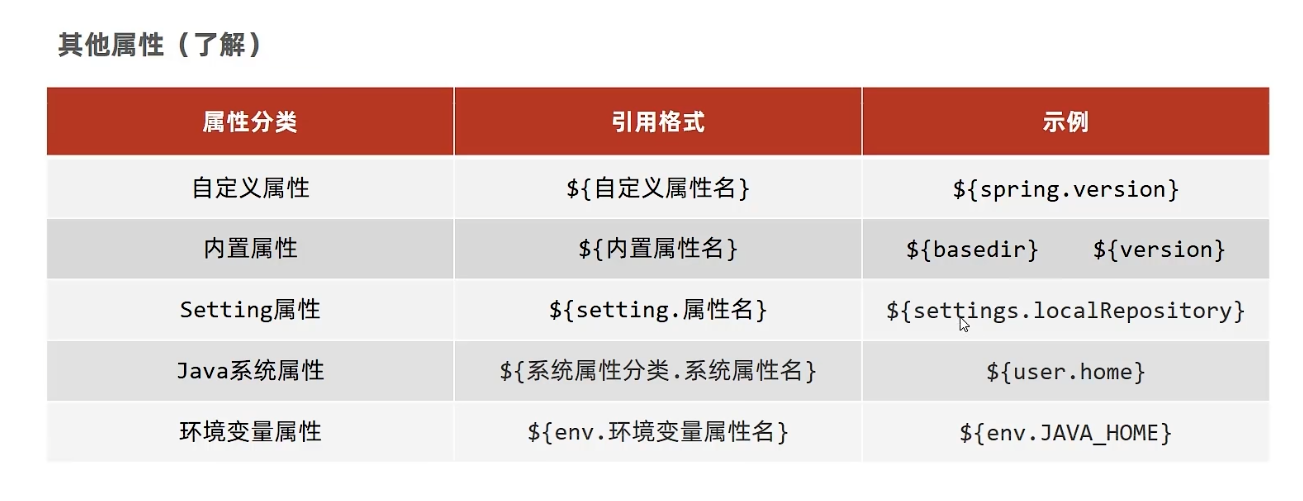 其他属性（了解）
属性分类 引用格式 示例
自定义属性 ${自定义属性名} ${spring.version}
内置属性 ${内置属性名} ${basedir} ${version}
Setting属性 ${setting.属性名} ${settings.localRepository}
Java系统属性 ${系统属性分类.系统属性名} ${user.home}
环境变量属性 ${env.环境变量属性名} ${env.JAVA_HOME}